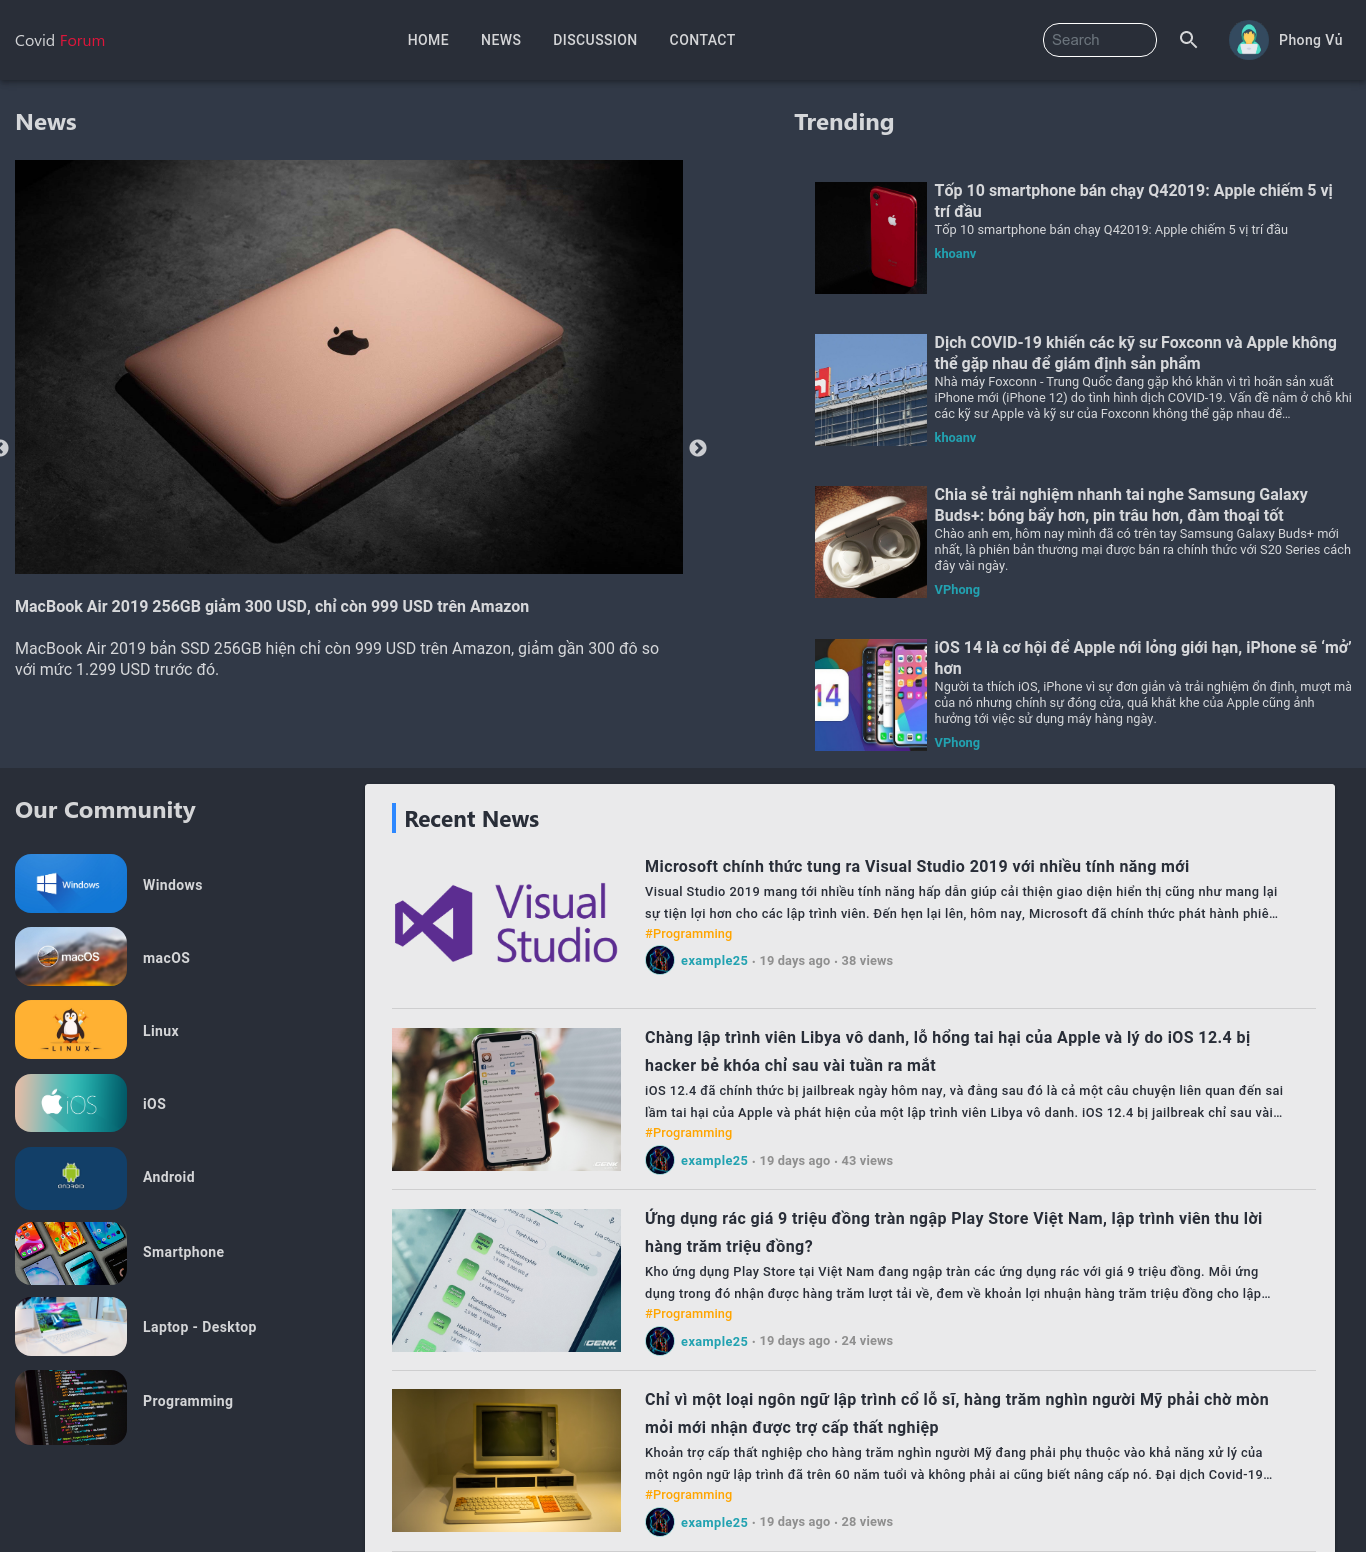 Covid Forum
HOME
NEWS
DISCUSSION
CONTACT
Search
Phong Vủ
News
Trending
MacBook Air 2019 256GB giảm 300 USD, chỉ còn 999 USD trên Amazon
MacBook Air 2019 bản SSD 256GB hiện chỉ còn 999 USD trên Amazon, giảm gần 300 đô so
với mức 1.299 USD trước đó.
Tốp 10 smartphone bán chạy Q42019: Apple chiếm 5 vị
trí đầu
Tốp 10 smartphone bán chạy Q42019: Apple chiếm 5 vị trí đầu
khoanv
Dịch COVID-19 khiến các kỹ sư Foxconn và Apple không
thể gặp nhau để giám định sản phẩm
Nhà máy Foxconn - Trung Quốc đang gặp khó khăn vì trì hoãn sản xuất
iPhone mới (iPhone 12) do tình hình dịch COVID-19. Vấn đề nằm ở chỗ khi
các kỹ sư Apple và kỹ sư của Foxconn không thể gặp nhau để...
khoanv
Chia sẻ trải nghiệm nhanh tai nghe Samsung Galaxy
Buds+: bóng bẩy hơn, pin trâu hơn, đàm thoại tốt
Chào anh em, hôm nay mình đã có trên tay Samsung Galaxy Buds+ mới
nhất, là phiên bản thương mại được bán ra chính thức với S20 Series cách
đây vài ngày.
VPhong
14
iOS 14 là cơ hội để Apple nới lỏng giới hạn, iPhone sẽ ‘mở’
hơn
Người ta thích iOS, iPhone vì sự đơn giản và trải nghiệm ổn định, mượt mà
của nó nhưng chính sự đóng cửa, quá khắt khe của Apple cũng ảnh
hưởng tới việc sử dụng máy hàng ngày.
VPhong
Our Community
Windows
Windows
macOS
macOS
LINUX
Linux
iOS
iOS
ANDROID
Android
Smartphone
Laptop - Desktop
Programming
Recent News
Visual
Studio
Microsoft chính thức tung ra Visual Studio 2019 với nhiều tính năng mới
Visual Studio 2019 mang tới nhiều tính năng hấp dẫn giúp cải thiện giao diện hiển thị cũng như mang lại
sự tiện lợi hơn cho các lập trình viên. Đến hẹn lại lên, hôm nay, Microsoft đã chính thức phát hành phiê...
#Programming
example25 · 19 days ago · 38 views
Chàng lập trình viên Libya vô danh, lỗ hổng tai hại của Apple và lý do iOS 12.4 bị
hacker bẻ khóa chỉ sau vài tuần ra mắt
iOS 12.4 đã chính thức bị jailbreak ngày hôm nay, và đằng sau đó là cả một câu chuyện liên quan đến sai
lầm tai hại của Apple và phát hiện của một lập trình viên Libya vô danh. iOS 12.4 bị jailbreak chỉ sau vài...
#Programming
example25 · 19 days ago · 43 views
GENK
Ứng dụng rác giá 9 triệu đồng tràn ngập Play Store Việt Nam, lập trình viên thu lời
hàng trăm triệu đồng?
Kho ứng dụng Play Store tại Việt Nam đang ngập tràn các ứng dụng rác với giá 9 triệu đồng. Mỗi ứng
dụng trong đó nhận được hàng trăm lượt tải về, đem về khoản lợi nhuận hàng trăm triệu đồng cho lập...
#Programming
example25 · 19 days ago · 24 views
Chỉ vì một loại ngôn ngữ lập trình cổ lỗ sĩ, hàng trăm nghìn người Mỹ phải chờ mòn
mỏi mới nhận được trợ cấp thất nghiệp
Khoản trợ cấp thất nghiệp cho hàng trăm nghìn người Mỹ đang phải phụ thuộc vào khả năng xử lý của
một ngôn ngữ lập trình đã trên 60 năm tuổi và không phải ai cũng biết nâng cấp nó. Đại dịch Covid-19...
#Programming
example25 · 19 days ago · 28 views